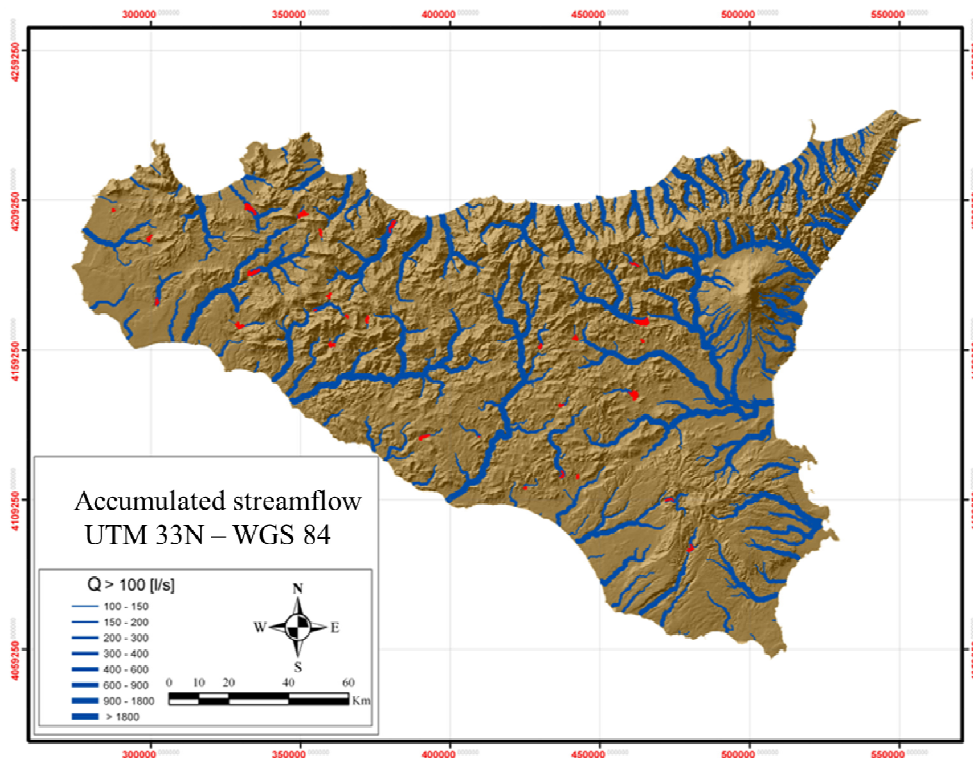 300000 350000 400000 450000 500000 550000
4259250
4209250
4159250
4109250
4059250
Accumulated streamflow
UTM 33N – WGS 84
Q > 100 [l/s]
100 - 150
150 - 200
200 - 300
300 - 400
400 - 600
600 - 900
900 - 1800
> 1800
N
W E
S
0 10 20 40 60
Km
300000 350000 400000 450000 500000 550000